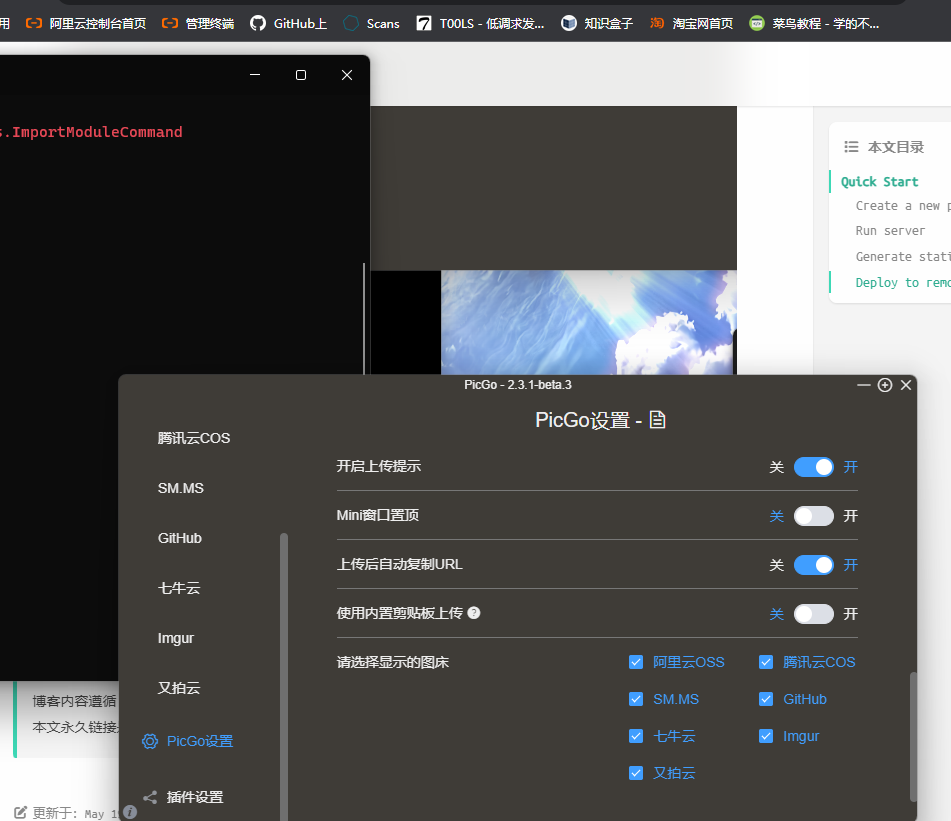 用 阿里云控制台首页 管理终端 GitHub上 Scans T00LS - 低调求发... 知识盒子 淘 淘宝网首页 菜鸟教程 - 学的不...
s.ImportModuleCommand
本文目录
Quick Start
Create a new p
Run server
Generate stati
Deploy to remo
PicGo - 2.3.1-beta.3
PicGo设置 -
腾讯云COS
SM.MS
GitHub
七牛云
Imgur
又拍云
PicGo设置
插件设置
开启上传提示 关 开
Mini窗口置顶 关 开
上传后自动复制URL 关 开
使用内置剪贴板上传 ? 关 开
请选择显示的图床 阿里云OSS 腾讯云COS
SM.MS GitHub
七牛云 Imgur
又拍云
博客内容遵循
本文永久链接
更新于: May 1